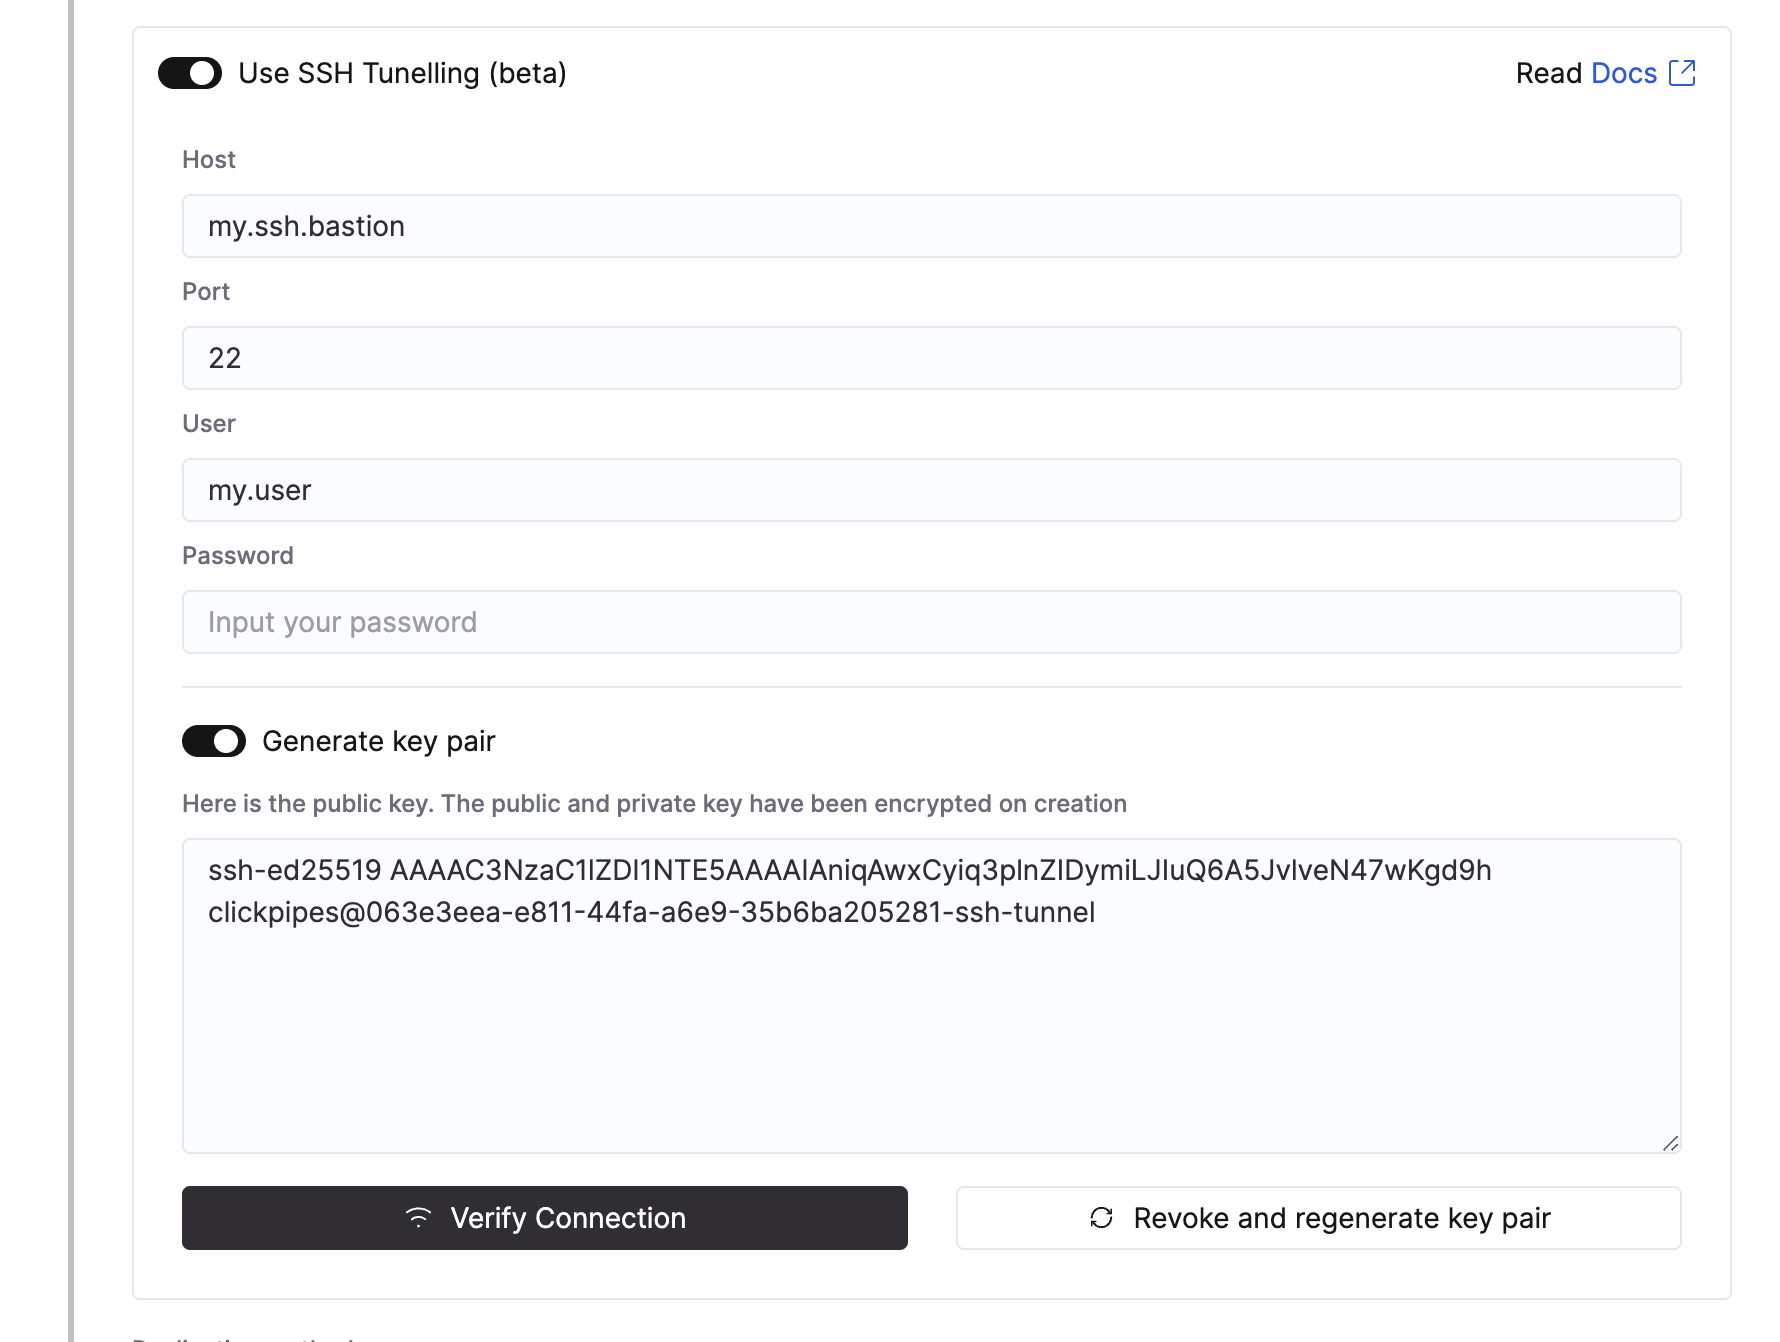 Use SSH Tunelling (beta)
Read Docs
Host
my.ssh.bastion
Port
22
User
my.user
Password
Input your password
Generate key pair
Here is the public key. The public and private key have been encrypted on creation
ssh-ed25519 AAAAC3NzaC1lZDI1NTE5AAAAIAniqAwxCyiq3plnZIDymiLJIuQ6A5JvlveN47wKgd9h
clickpipes@063e3eea-e811-44fa-a6e9-35b6ba205281-ssh-tunnel
Verify Connection
Revoke and regenerate key pair